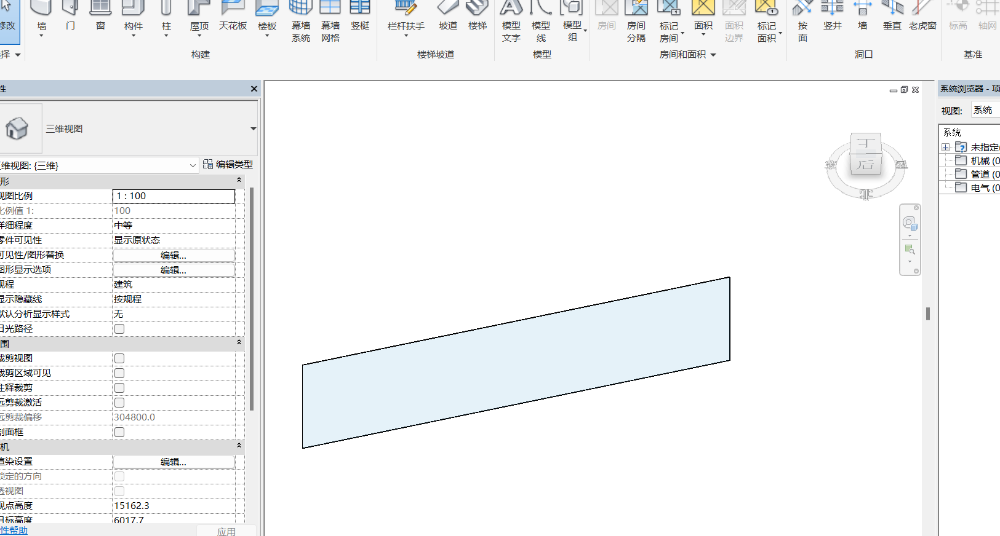 修改
墙
门
窗
构件
柱
屋顶
天花板
楼板
幕墙
系统
幕墙
网格
竖梃
栏杆扶手
坡道
楼梯
模型
文字
模型
线
模型
组
房间
房间
分隔
标记
房间
面积
面积
边界
标记
面积
按
面
竖井
墙
垂直
老虎窗
标高
轴网
择
构建
楼梯坡道
模型
房间和面积
洞口
基准
性
三维视图
维视图: {三维}
编辑类型
形
视图比例 1 : 100
比例值 1: 100
详细程度 中等
零件可见性 显示原状态
可见性/图形替换 编辑...
图形显示选项 编辑...
规程 建筑
显示隐藏线 按规程
默认分析显示样式 无
日光路径
围
裁剪视图
裁剪区域可见
注释裁剪
远剪裁激活
远剪裁偏移 304800.0
剖面框
机
渲染设置 编辑...
锁定的方向
透视图
视点高度 15162.3
目标高度 6017.7
性帮助
应用
上
后
北
系统浏览器 - 项
视图: 系统
系统
未指定(
机械 (0
管道 (0
电气 (0